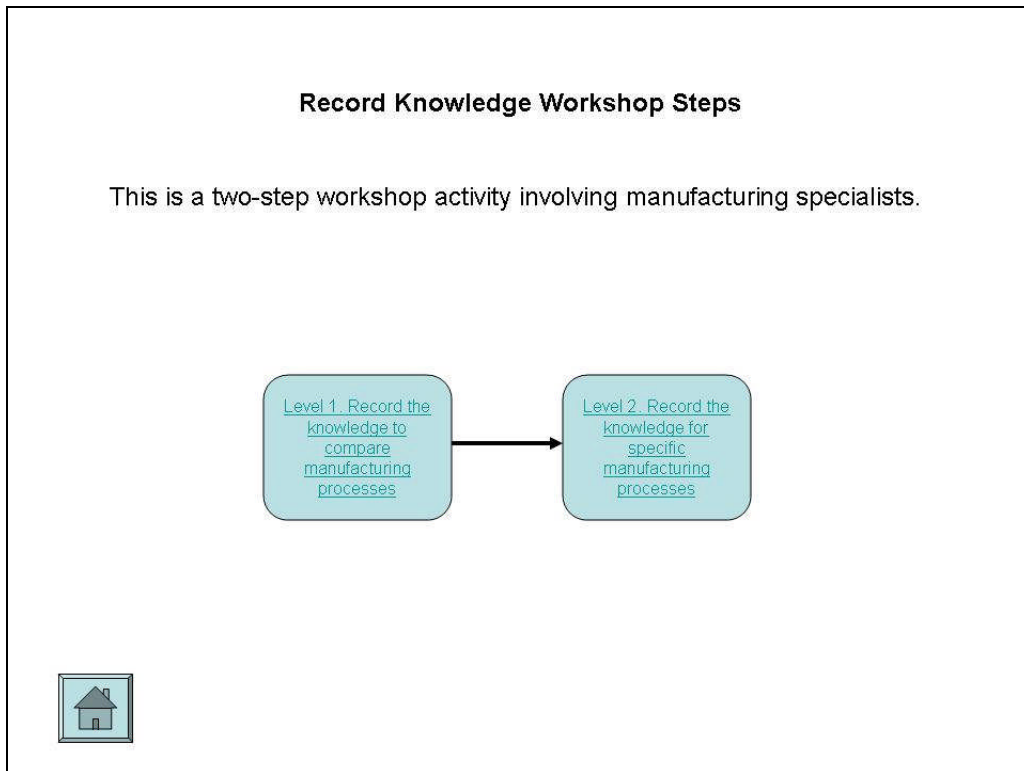 Record Knowledge Workshop Steps
This is a two-step workshop activity involving manufacturing specialists.
Level 1. Record the
knowledge to
compare
manufacturing
processes
Level 2. Record the
knowledge for
specific
manufacturing
processes